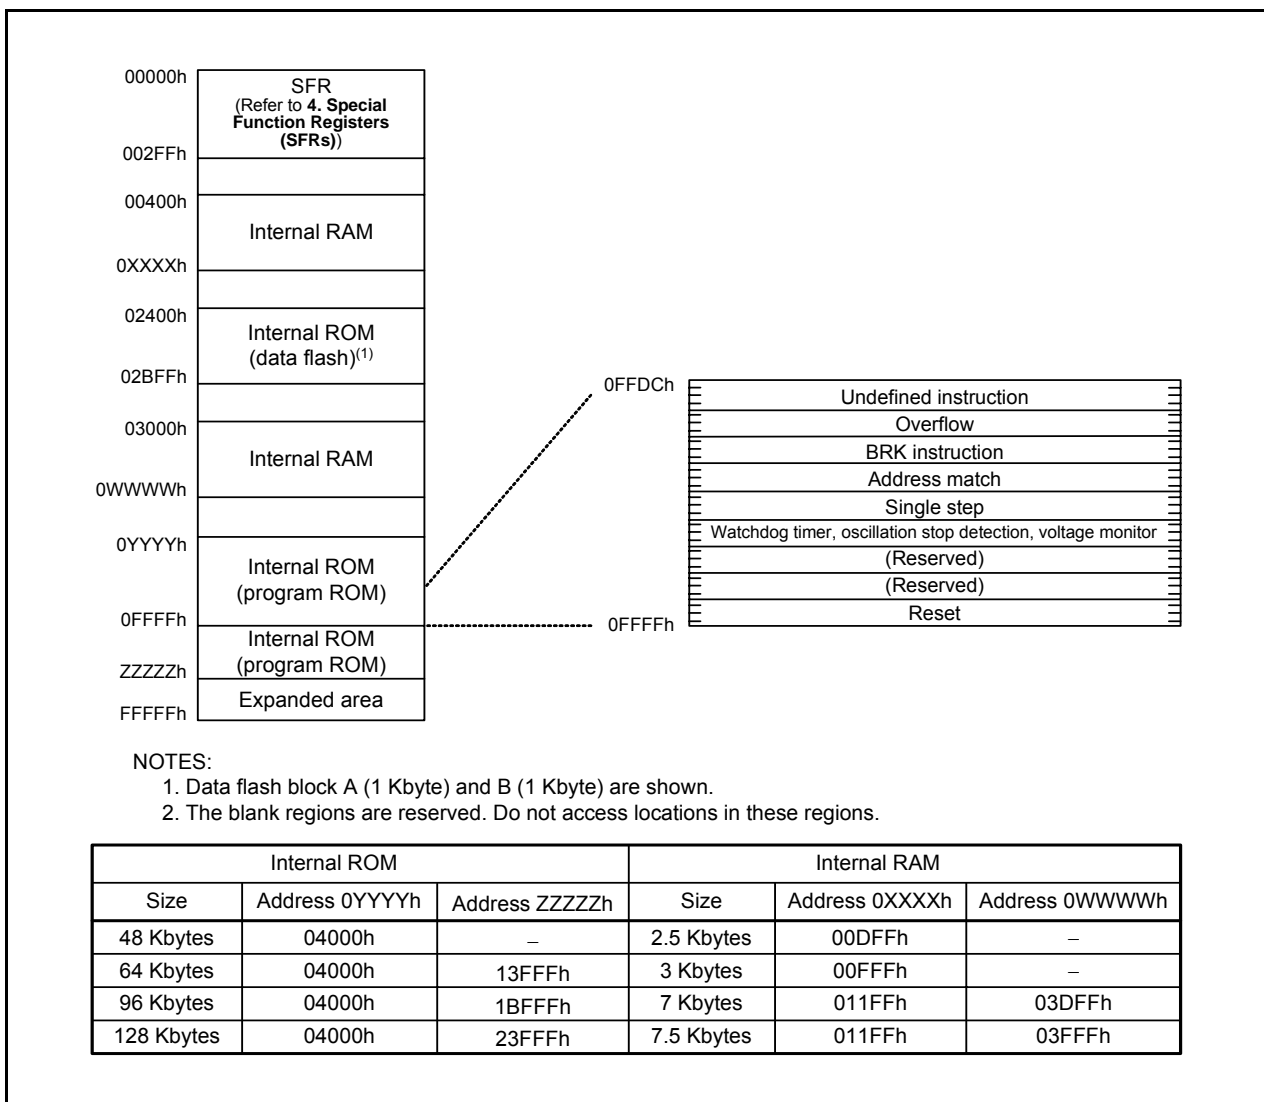 00000h
SFR
(Refer to 4. Special
Function Registers
(SFRs))
002FFh
00400h
Internal RAM
0XXXXh
02400h
Internal ROM
(data flash)(1)
02BFFh
03000h
Internal RAM
0WWWWh
0YYYYh
Internal ROM
(program ROM)
0FFFFh
Internal ROM
(program ROM)
ZZZZZh
Expanded area
FFFFFh
0FFDCh
Undefined instruction
Overflow
BRK instruction
Address match
Single step
Watchdog timer, oscillation stop detection, voltage monitor
(Reserved)
(Reserved)
Reset
0FFFFh
NOTES:
1. Data flash block A (1 Kbyte) and B (1 Kbyte) are shown.
2. The blank regions are reserved. Do not access locations in these regions.
Internal ROM Internal RAM
Size Address 0YYYYh Address ZZZZZh Size Address 0XXXXh Address 0WWWWh
48 Kbytes 04000h – 2.5 Kbytes 00DFFh –
64 Kbytes 04000h 13FFFh 3 Kbytes 00FFFh –
96 Kbytes 04000h 1BFFFh 7 Kbytes 011FFh 03DFFh
128 Kbytes 04000h 23FFFh 7.5 Kbytes 011FFh 03FFFh